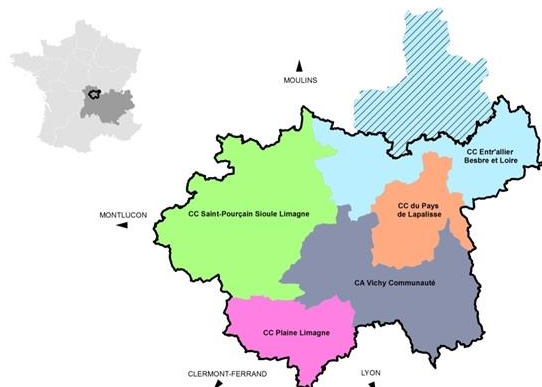 MOULINS
CC Entr'allier
Besbre et Loire
CC du Pays
de Lapalisse
MONTLUCON
CC Saint-Pourçain Sioule Limagne
CA Vichy Communauté
CC Plaine Limagne
CLERMONT-FERRAND
LYON